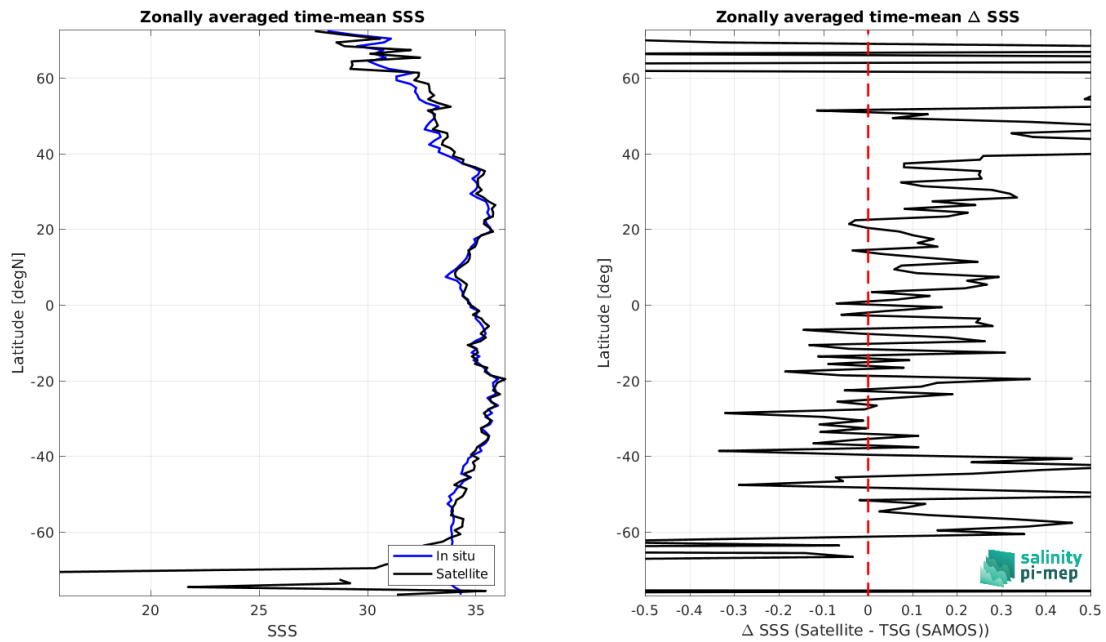 Zonally averaged time-mean SSS
60
40
20
0
-20
-40
-60
Latitude [degN]
20
25
30
35
SSS
In situ
Satellite
Zonally averaged time-mean Δ SSS
60
40
20
0
-20
-40
-60
Latitude [deg]
-0.5
-0.4
-0.3
-0.2
-0.1
0
0.1
0.2
0.3
0.4
0.5
Δ SSS (Satellite - TSG (SAMOS))
salinity
pi-mep